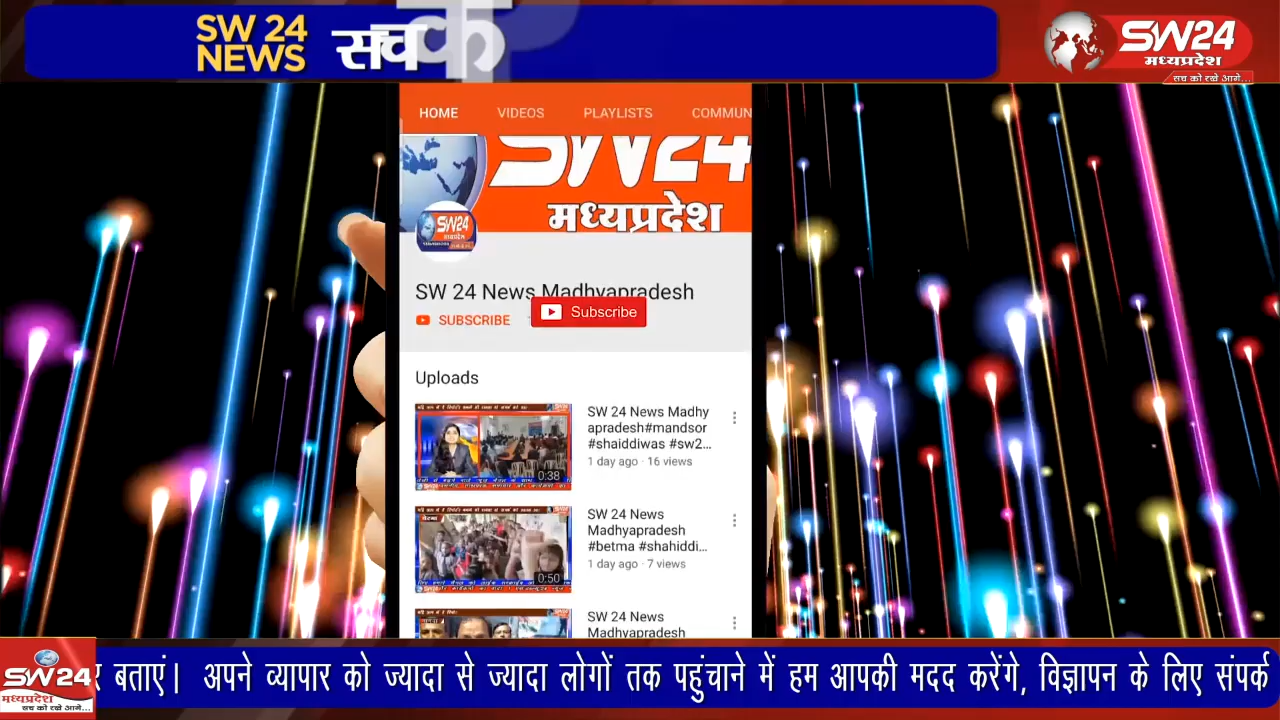 SW 24
NEWS
सच
क
SW24
मध्यप्रदेश
सच को रखे आगे...
HOME VIDEOS PLAYLISTS COMMUN
SW24
मध्यप्रदेश
SW24
SW 24 News Madhyapradesh
SUBSCRIBE
Subscribe
Uploads
SW 24 News Madhy
apradesh#mandsor
#shaiddiwas #sw2...
1 day ago · 16 views
0:38
SW 24 News
Madhyapradesh
#betma #shahiddi...
1 day ago · 7 views
0:50
SW 24 News
Madhyapradesh
SW24
मध्यप्रदेश
सच को रखे आगे...
र बताएं। अपने व्यापार को ज्यादा से ज्यादा लोगों तक पहुंचाने में हम आपकी मदद करेंगे, विज्ञापन के लिए संपर्क